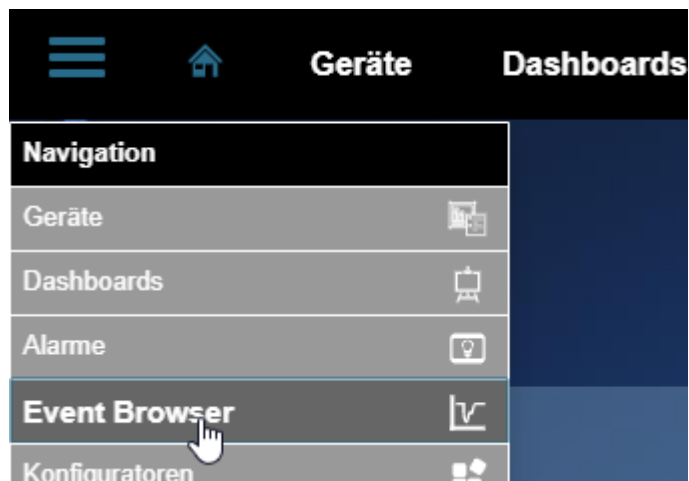 Geräte Dashboards
Navigation
Geräte
Dashboards
Alarme
Event Browser
Konfiguratoren